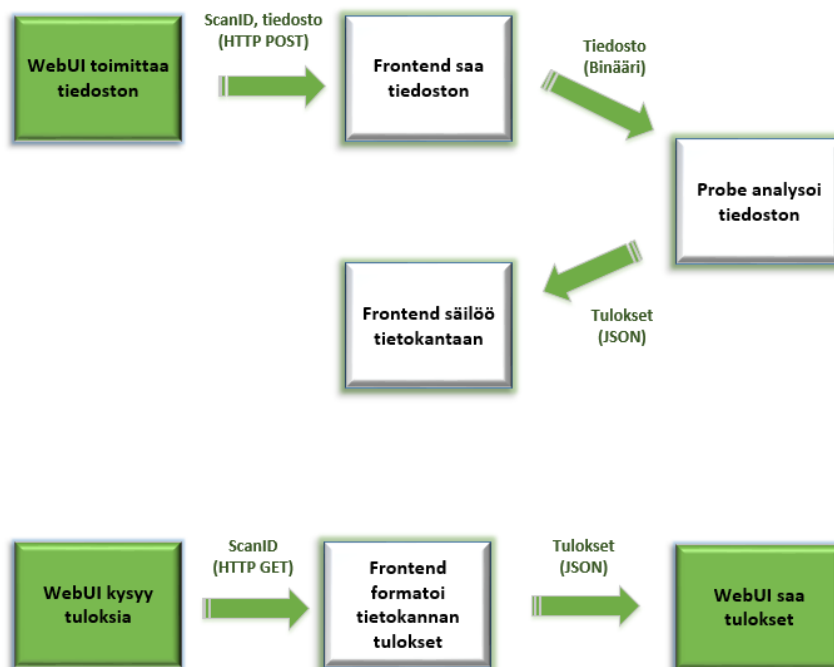 ScanID, tiedosto
(HTTP POST)
WebUI toimittaa
tiedoston
Frontend saa
tiedoston
Tiedosto
(Binääri)
Probe analysoi
tiedoston
Tulokset
(JSON)
Frontend säilöö
tietokantaan
WebUI kysyy
tuloksia
ScanID
(HTTP GET)
Frontend
formatoi
tietokannan
tulokset
Tulokset
(JSON)
WebUI saa
tulokset